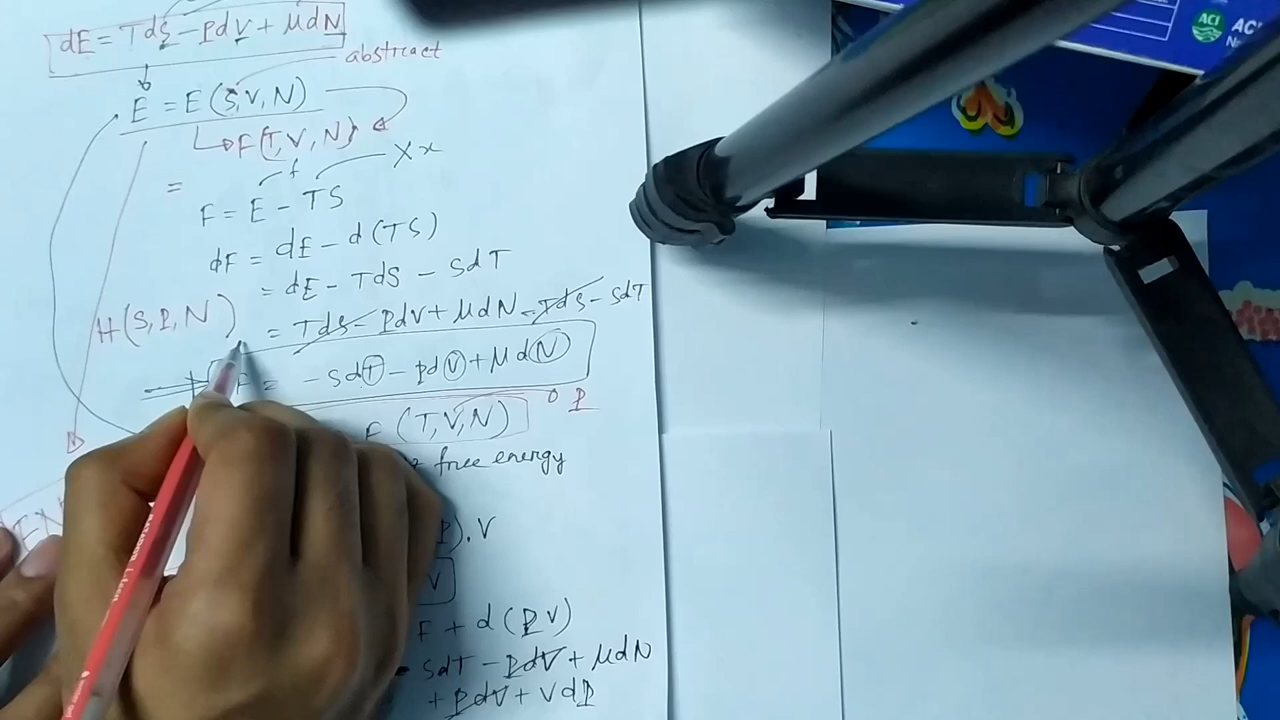 dE = TdS - PdV + μdN
abstract
E = E (S, V, N)
F(T, V, N)
=
F = E - TS
dF = dE - d(TS)
= dE - TdS - SdT
H(S, P, N)
= TdS - PdV + μdN - TdS - SdT
= - SdT - PdV + μdN
F (T, V, N)
P
free energy
P). V
V
F + d (PV)
- SdT - PdV + μdN
+ PdV + VdP
ACI